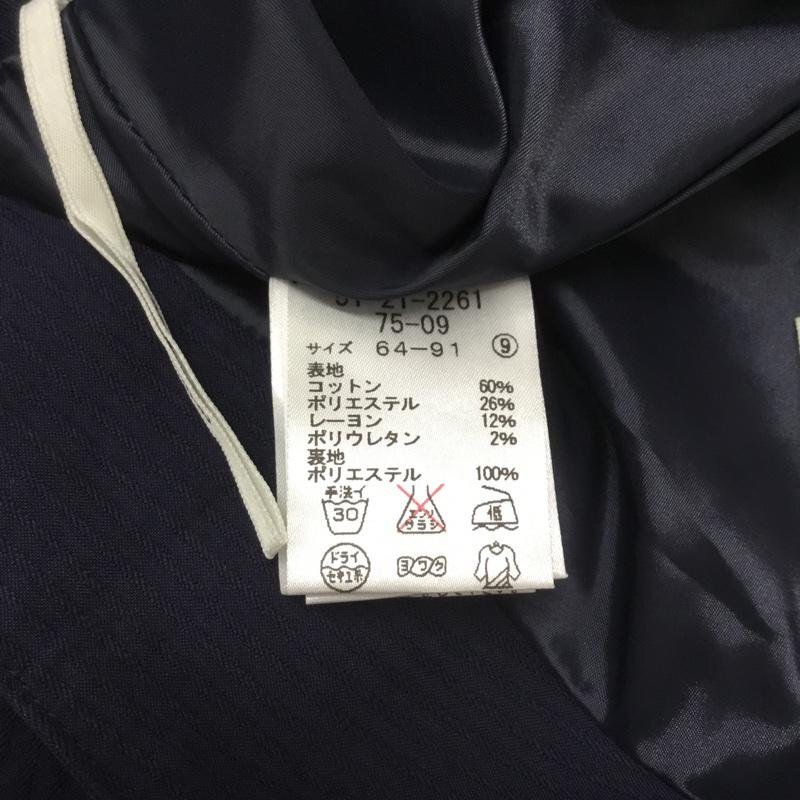 21-2261
75-09
サイズ 64-91 ⑨
表地
コットン 60%
ポリエステル 26%
レーヨン 12%
ポリウレタン 2%
裏地
ポリエステル 100%
手洗イ 30
エンソ サラシ
低
ドライ セキユ系
ヨワク